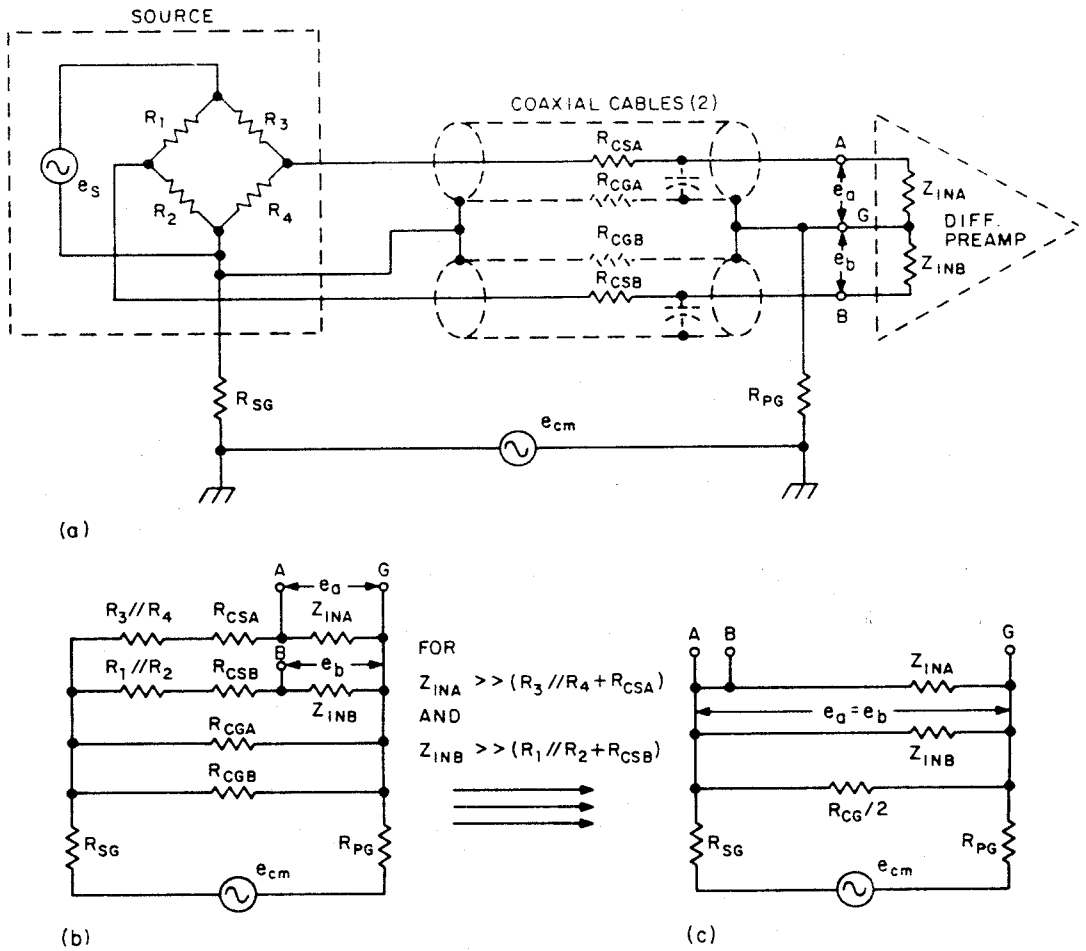 SOURCE
R1
R3
eS
R2
R4
COAXIAL CABLES (2)
RCSA
RCGA
RCGB
RCSB
A
ea
G
eb
B
ZINA
DIFF. PREAMP
ZINB
RSG
ecm
RPG
(a)
A
ea
G
R3//R4
RCSA
ZINA
B
eb
R1//R2
RCSB
ZINB
RCGA
RCGB
RSG
RPG
ecm
(b)
FOR
ZINA >> (R3//R4 + RCSA)
AND
ZINB >> (R1//R2 + RCSB)
A
B
G
ZINA
ea = eb
ZINB
RCG/2
RSG
RPG
ecm
(c)